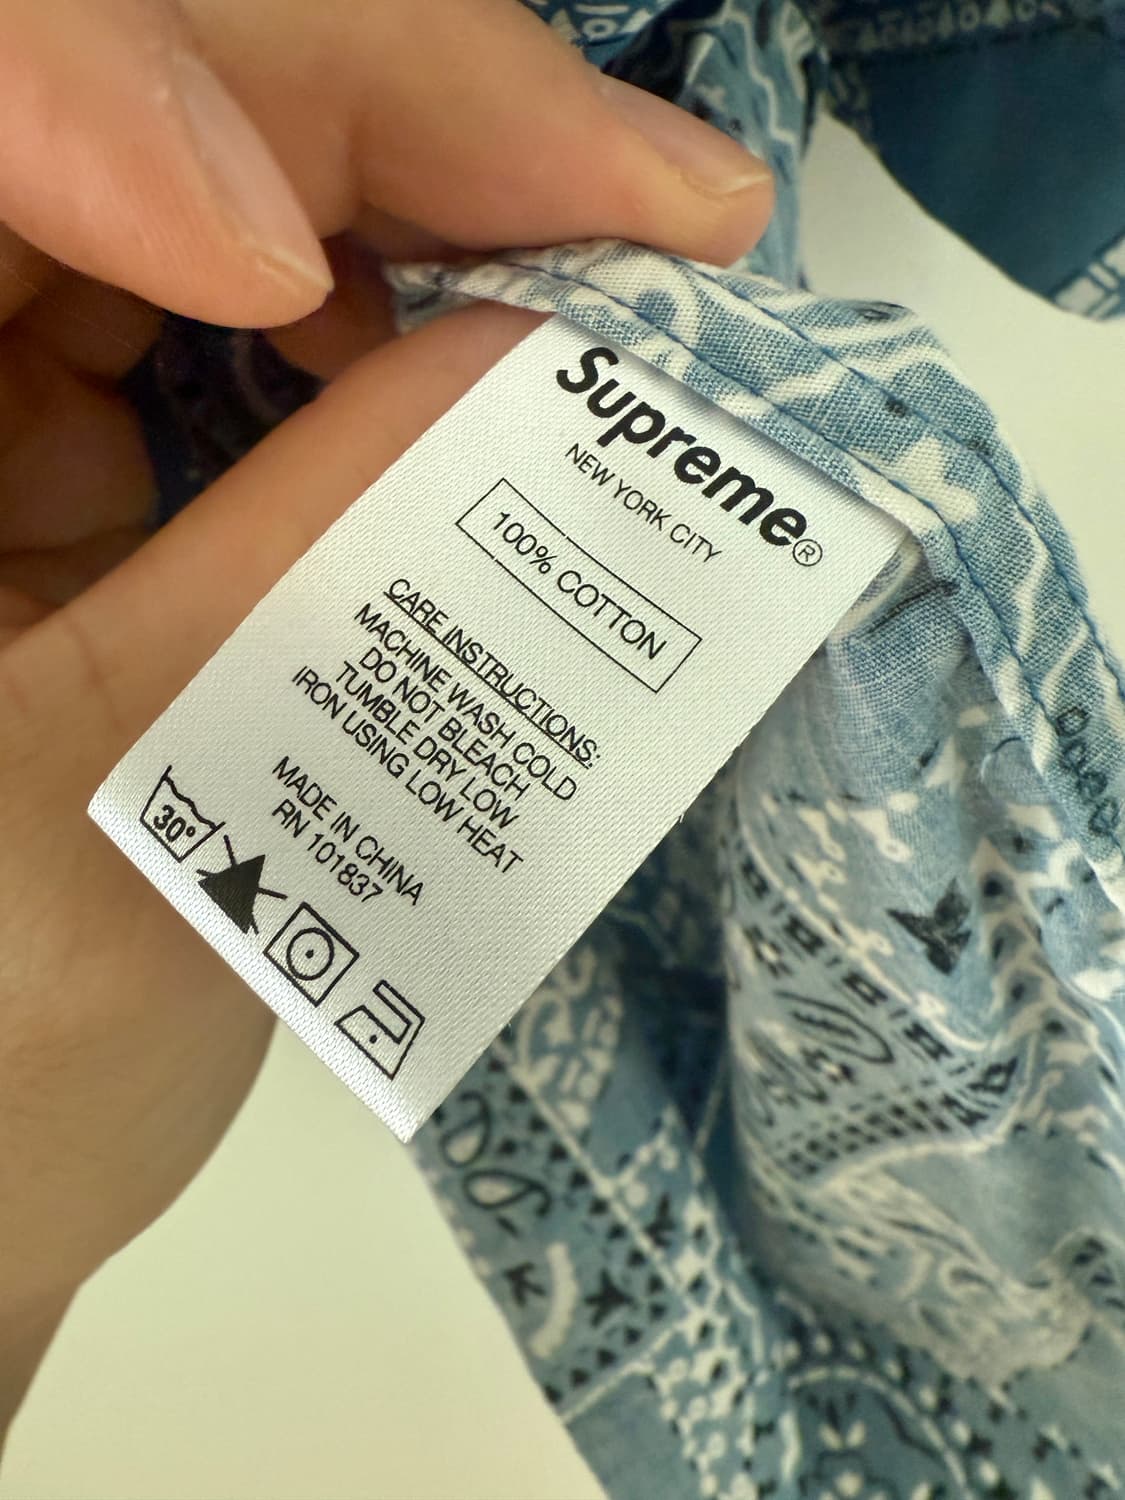 Supreme®
NEW YORK CITY
100% COTTON
CARE INSTRUCTIONS:
MACHINE WASH COLD
DO NOT BLEACH
TUMBLE DRY LOW
IRON USING LOW HEAT
MADE IN CHINA
RN 101837
30°